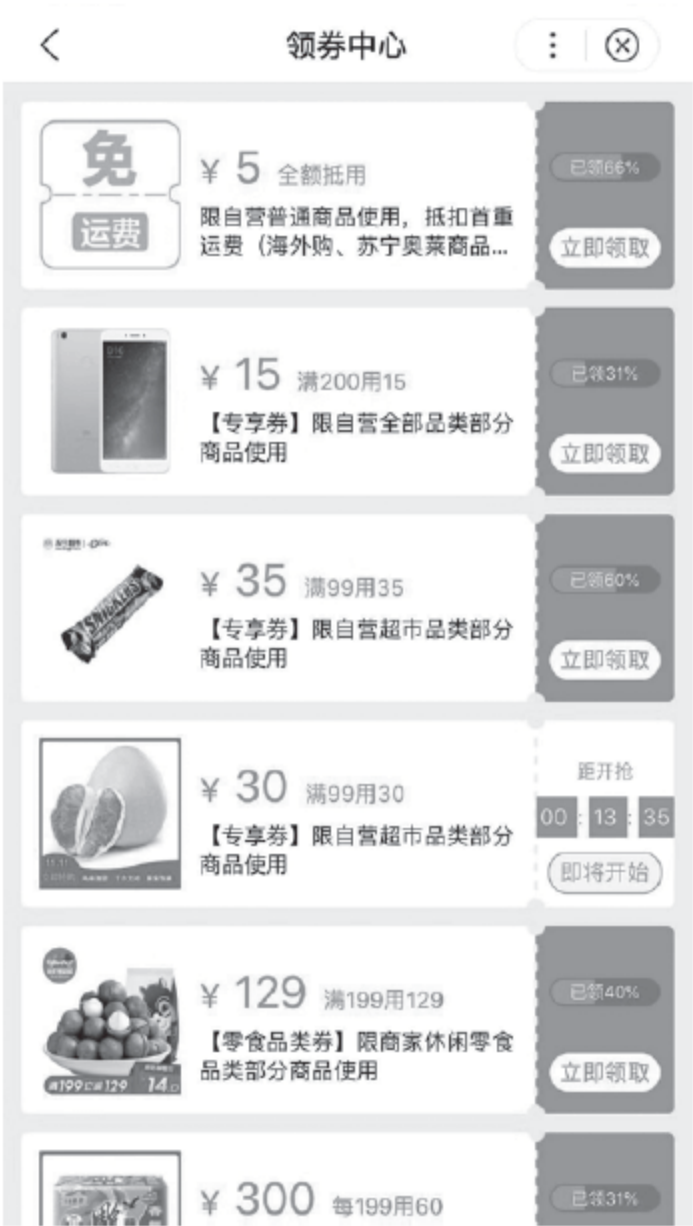 领券中心
免
运费
¥ 5 全额抵用
限自营普通商品使用，抵扣首重
运费（海外购、苏宁奥莱商品...
已领66%
立即领取
¥ 15 满200用15
【专享券】限自营全部品类部分
商品使用
已领31%
立即领取
SNICKERS
¥ 35 满99用35
【专享券】限自营超市品类部分
商品使用
已领60%
立即领取
¥ 30 满99用30
【专享券】限自营超市品类部分
商品使用
距开抢
00 : 13 : 35
即将开始
¥ 129 满199用129
【零食品类券】限商家休闲零食
品类部分商品使用
已领40%
立即领取
¥ 300 每199用60
已领31%